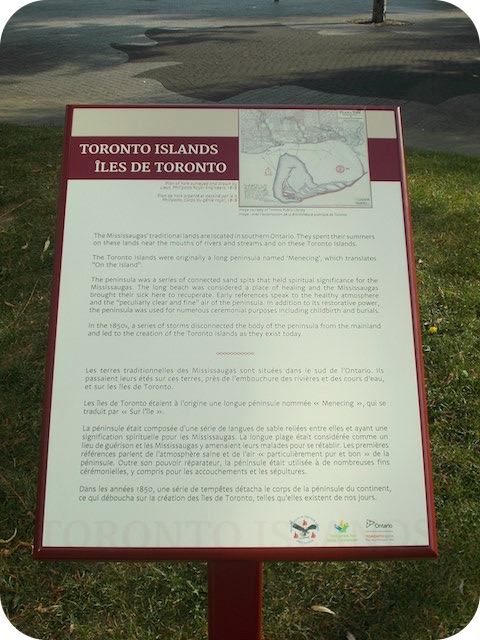 TORONTO ISLANDS
ÎLES DE TORONTO
The Mississaugas' traditional lands are located in southern Ontario. They spent their summers
on these lands near the mouths of rivers and streams and on these Toronto Islands.
The Toronto Islands were originally a long peninsula named 'Menecing', which translates
"On the Island".
The peninsula was a series of connected sand spits that held spiritual significance for the
Mississaugas. The long beach was considered a place of healing and the Mississaugas
brought their sick here to recuperate. Early references speak to the healthy atmosphere
and the "peculiarly clear and fine" air of the peninsula. In addition to its restorative power,
the peninsula was used for numerous ceremonial purposes including childbirth and burials.
In the 1850s, a series of storms disconnected the body of the peninsula from the mainland
and led to the creation of the Toronto Islands as they exist today.
Les terres traditionnelles des Mississaugas sont situées dans le sud de l'Ontario. Ils
passaient leurs étés sur ces terres, près de l'embouchure des rivières et des cours d'eau,
et sur les îles de Toronto.
Les îles de Toronto étaient à l'origine une longue péninsule nommée « Menecing », qui se
traduit par « Sur l'île ».
La péninsule était composée d'une série de langues de sable reliées entre elles et ayant une
signification spirituelle pour les Mississaugas. La longue plage était considérée comme un
lieu de guérison et les Mississaugas y amenaient leurs malades pour se rétablir. Les premières
références parlent de l'atmosphère saine et de l'air « particulièrement pur et bon » de la
péninsule. Outre son pouvoir réparateur, la péninsule était utilisée à de nombreuses fins
cérémonielles, y compris pour les accouchements et les sépultures.
Dans les années 1850, une série de tempêtes détacha le corps de la péninsule du continent,
ce qui déboucha sur la création des îles de Toronto, telles qu'elles existent de nos jours.
TORONTO ISLANDS
Ontario